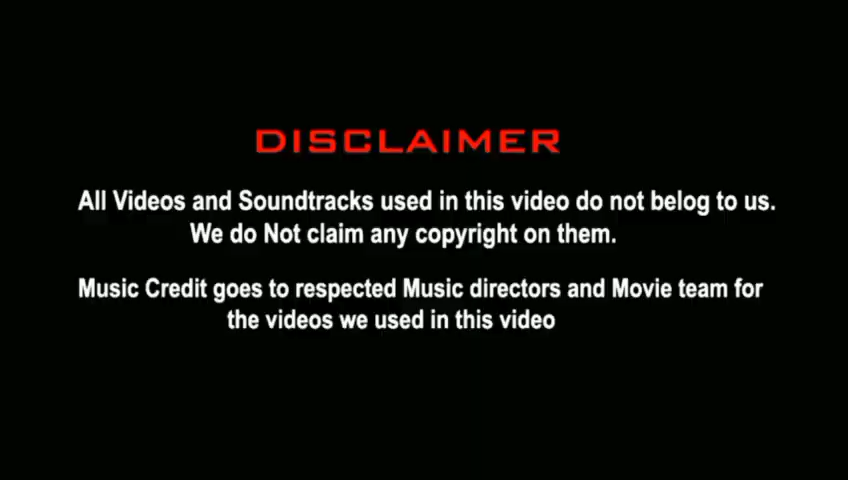 DISCLAIMER
All Videos and Soundtracks used in this video do not belog to us.
We do Not claim any copyright on them.
Music Credit goes to respected Music directors and Movie team for
the videos we used in this video